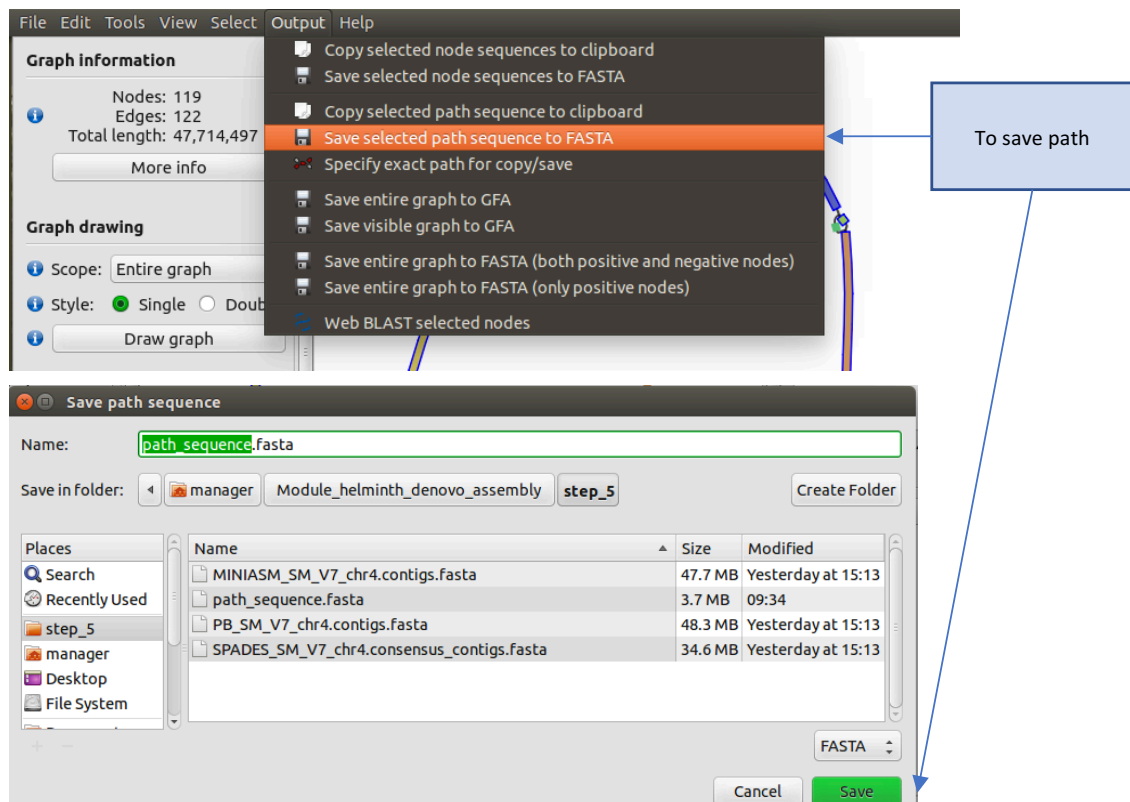 File Edit Tools View Select Output Help
Graph information
Nodes: 119
Edges: 122
Total length: 47,714,497
More info
Graph drawing
Scope: Entire graph
Style: Single Doub
Draw graph
Copy selected node sequences to clipboard
Save selected node sequences to FASTA
Copy selected path sequence to clipboard
Save selected path sequence to FASTA
Specify exact path for copy/save
Save entire graph to GFA
Save visible graph to GFA
Save entire graph to FASTA (both positive and negative nodes)
Save entire graph to FASTA (only positive nodes)
Web BLAST selected nodes
To save path
Save path sequence
Name: path_sequence.fasta
Save in folder: manager Module_helminth_denovo_assembly step_5 Create Folder
Places
Search
Recently Used
step_5
manager
Desktop
File System
Name Size Modified
MINIASM_SM_V7_chr4.contigs.fasta 47.7 MB Yesterday at 15:13
path_sequence.fasta 3.7 MB 09:34
PB_SM_V7_chr4.contigs.fasta 48.3 MB Yesterday at 15:13
SPADES_SM_V7_chr4.consensus_contigs.fasta 34.6 MB Yesterday at 15:13
FASTA
Cancel Save